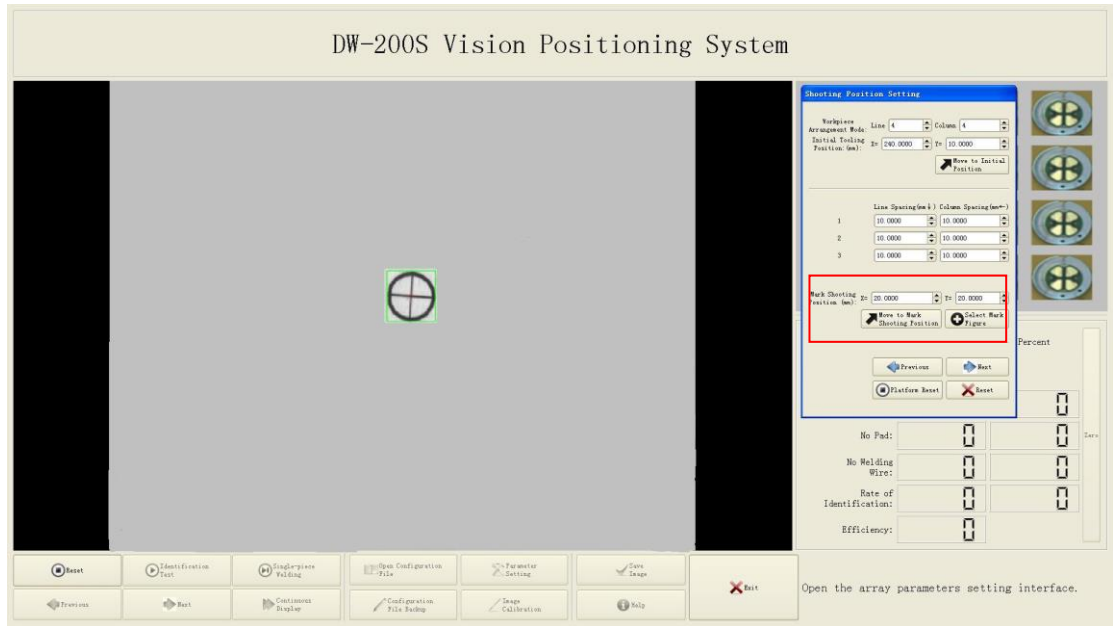 DW-200S Vision Positioning System
Shooting Position Setting
Workpiece
Arrangement Mode: Line 4 Column 4
Initial Tooling
Position: (mm): X= 240.0000 Y= 10.0000
Move to Initial
Position
Line Spacing(mm↓) Column Spacing(mm←)
1 10.0000 10.0000
2 10.0000 10.0000
3 10.0000 10.0000
Mark Shooting
Position (mm): X= 20.0000 Y= 20.0000
Move to Mark
Shooting Position
Select Mark
Figure
Previous Next
Platform Reset Reset
Percent
0
No Pad: 0 0
Zero
No Welding
Wire: 0 0
Rate of
Identification: 0 0
Efficiency: 0
Reset
Identification
Test
Single-piece
Welding
Open Configuration
File
Parameter
Setting
Save
Image
Exit
Previous
Next
Continuous
Display
Configuration
File Backup
Image
Calibration
Help
Open the array parameters setting interface.